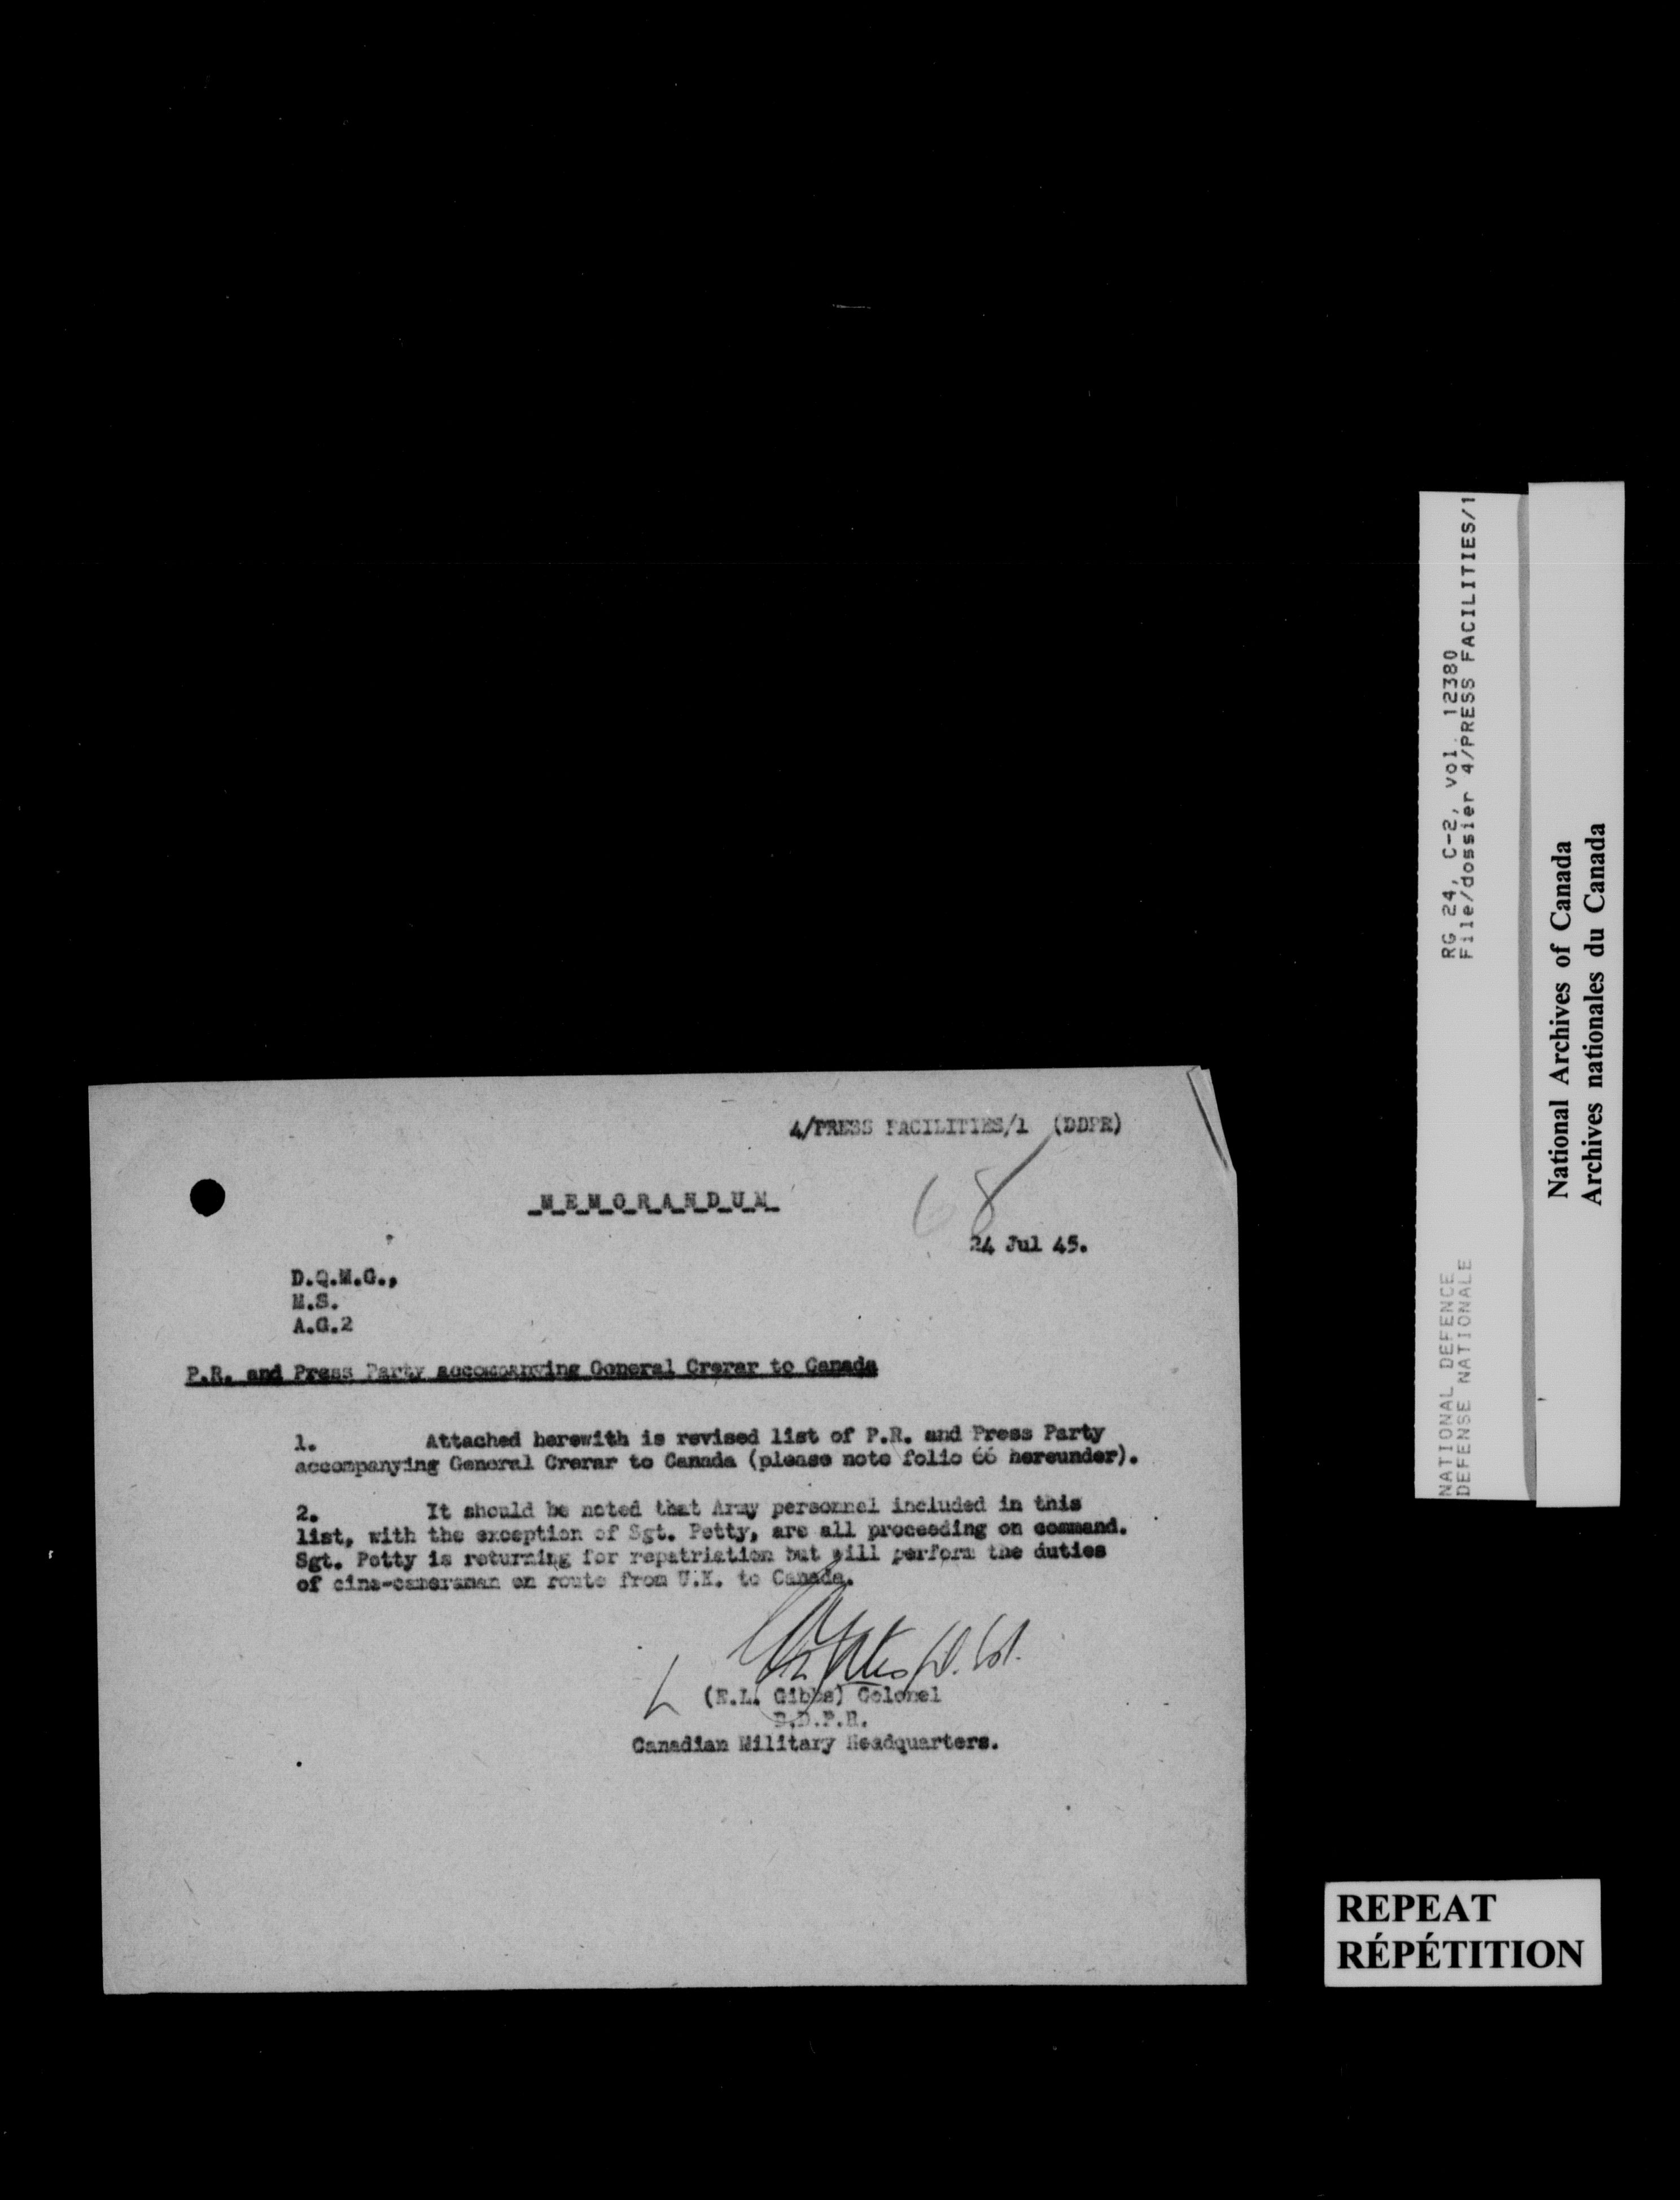 4/PRESS FACILITIES/1 (DDPR)
68
MEMORANDUM
24 Jul 45.
D.Q.M.G.,
M.S.
A.G.2
P.R. and Press Party accompanying General Crerar to Canada
1. Attached herewith is revised list of P.R. and Press Party
accompanying General Crerar to Canada (please note folio 66 hereunder).
2. It should be noted that Army personnel included in this
list, with the exception of Sgt. Petty, are all proceeding on command.
Sgt. Petty is returning for repatriation but will perform the duties
of cine-cameraman en route from U.K. to Canada.
Lt. Col.
(E.L. Gibbs) Colonel
D.D.P.R.
Canadian Military Headquarters.
RG 24, C-2, vol. 12380
File/dossier 4/PRESS FACILITIES/1
NATIONAL DEFENCE
DEFENSE NATIONALE
National Archives of Canada
Archives nationales du Canada
REPEAT
RÉPÉTITION